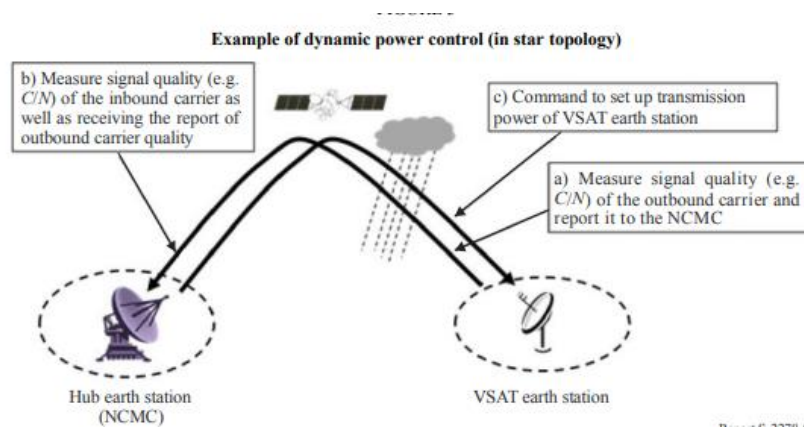 Example of dynamic power control (in star topology)
b) Measure signal quality (e.g.
C/N) of the inbound carrier as
well as receiving the report of
outbound carrier quality
c) Command to set up transmission
power of VSAT earth station
a) Measure signal quality (e.g.
C/N) of the outbound carrier and
report it to the NCMC
Hub earth station
(NCMC)
VSAT earth station